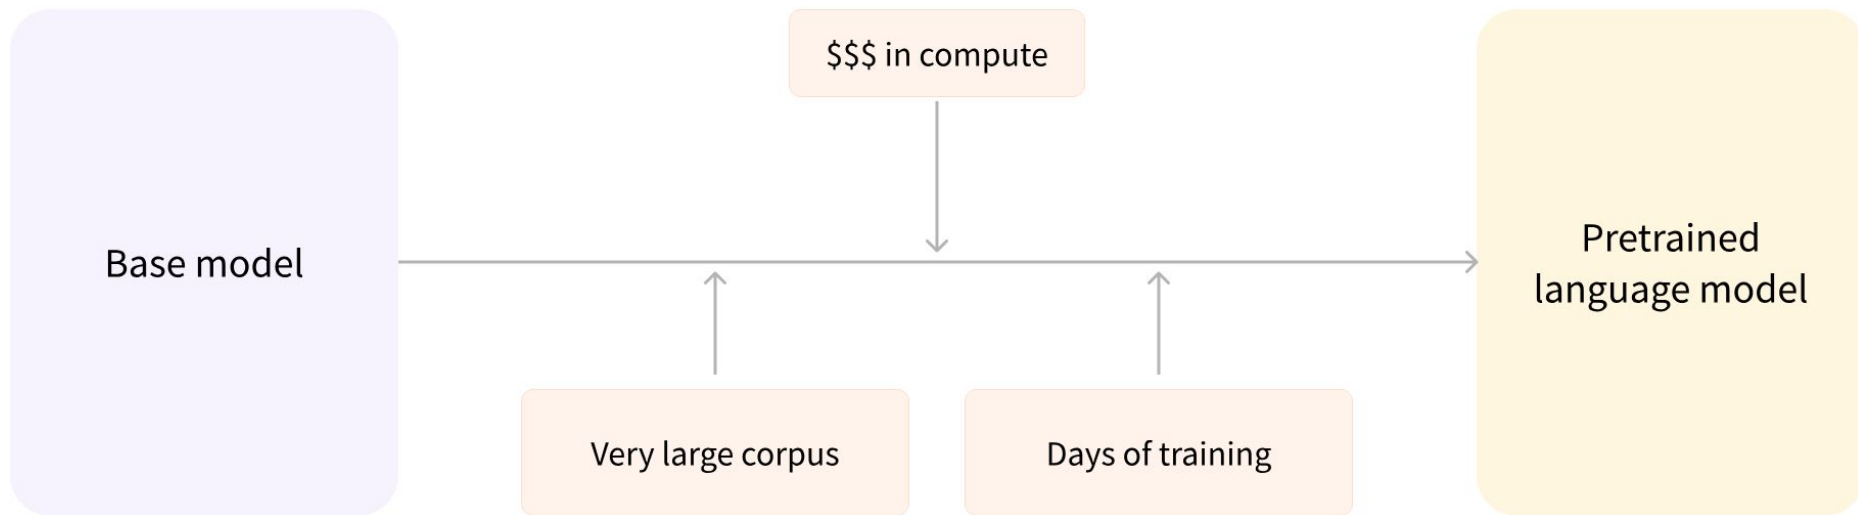 $$$ in compute
Base model
Pretrained
language model
Very large corpus
Days of training